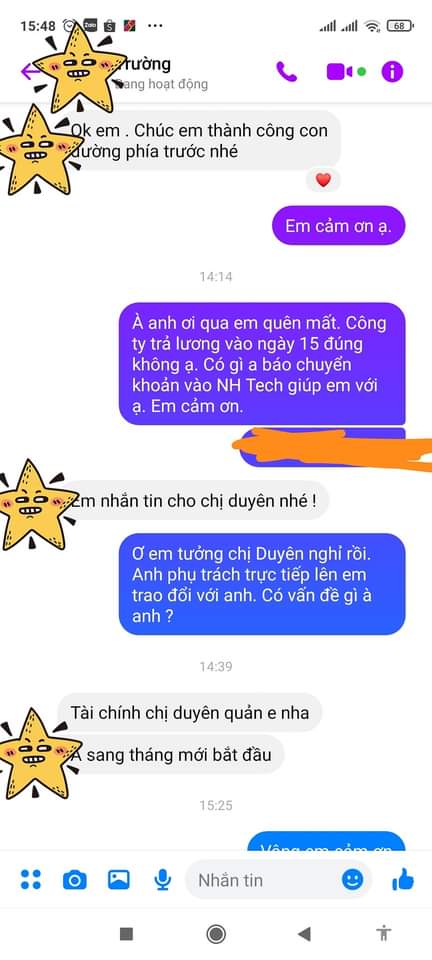 15:48
Zalo
68
Trường
Đang hoạt động
Ok em . Chúc em thành công con
đường phía trước nhé
Em cảm ơn ạ.
14:14
À anh ơi qua em quên mất. Công
ty trả lương vào ngày 15 đúng
không ạ. Có gì a báo chuyển
khoản vào NH Tech giúp em với
ạ. Em cảm ơn.
Em nhắn tin cho chị duyên nhé !
Ơ em tưởng chị Duyên nghỉ rồi.
Anh phụ trách trực tiếp lên em
trao đổi với anh. Có vấn đề gì à
anh ?
14:39
Tài chính chị duyên quản e nha
A sang tháng mới bắt đầu
15:25
Vâng em cảm ơn
Nhắn tin